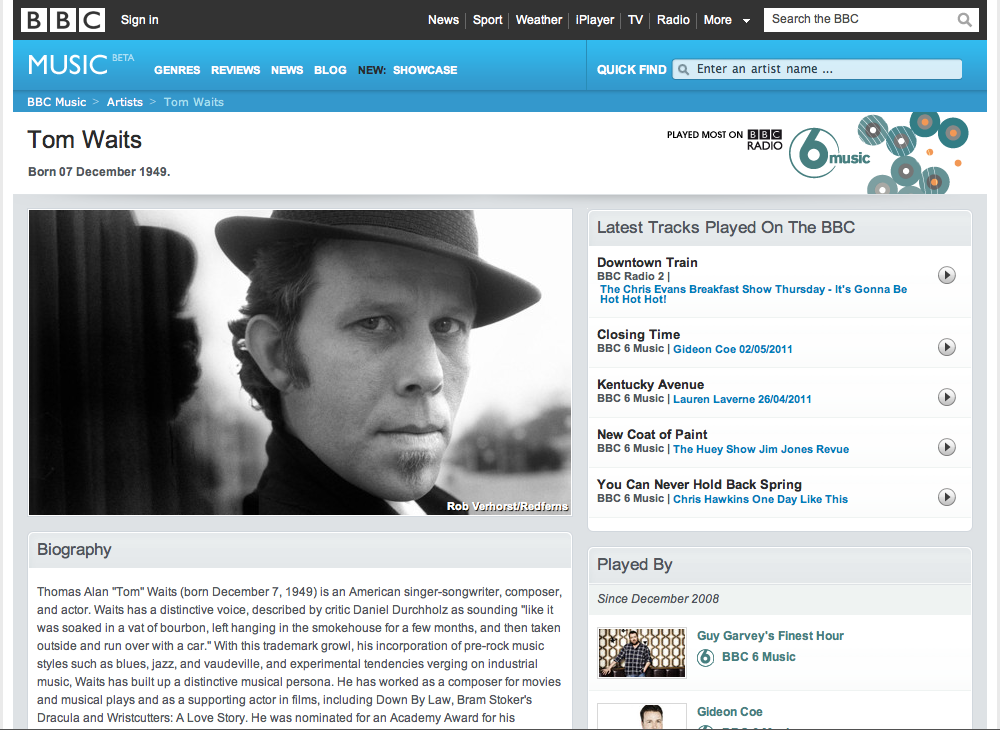 BBC Sign in News Sport Weather iPlayer TV Radio More Search the BBC
MUSIC BETA GENRES REVIEWS NEWS BLOG NEW: SHOWCASE QUICK FIND Enter an artist name ...
BBC Music > Artists > Tom Waits
Tom Waits
Born 07 December 1949.
PLAYED MOST ON BBC
RADIO
6 music
Rob Verhorst/Redferns
Biography
Thomas Alan "Tom" Waits (born December 7, 1949) is an American singer-songwriter, composer,
and actor. Waits has a distinctive voice, described by critic Daniel Durchholz as sounding "like it
was soaked in a vat of bourbon, left hanging in the smokehouse for a few months, and then taken
outside and run over with a car." With this trademark growl, his incorporation of pre-rock music
styles such as blues, jazz, and vaudeville, and experimental tendencies verging on industrial
music, Waits has built up a distinctive musical persona. He has worked as a composer for movies
and musical plays and as a supporting actor in films, including Down By Law, Bram Stoker's
Dracula and Wristcutters: A Love Story. He was nominated for an Academy Award for his
Latest Tracks Played On The BBC
Downtown Train
BBC Radio 2 |
The Chris Evans Breakfast Show Thursday - It's Gonna Be
Hot Hot Hot!
Closing Time
BBC 6 Music | Gideon Coe 02/05/2011
Kentucky Avenue
BBC 6 Music | Lauren Laverne 26/04/2011
New Coat of Paint
BBC 6 Music | The Huey Show Jim Jones Revue
You Can Never Hold Back Spring
BBC 6 Music | Chris Hawkins One Day Like This
Played By
Since December 2008
Guy Garvey's Finest Hour
6 BBC 6 Music
Gideon Coe